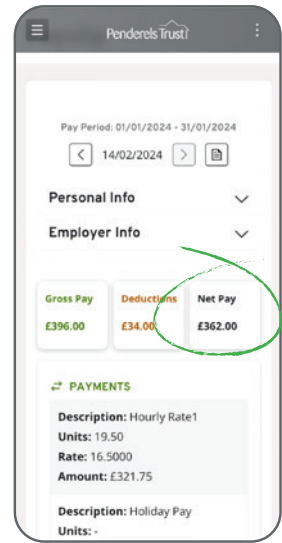 Penderels Trust
Pay Period: 01/01/2024 - 31/01/2024
14/02/2024
Personal Info
Employer Info
Gross Pay Deductions Net Pay
£396.00 £34.00 £362.00
PAYMENTS
Description: Hourly Rate1
Units: 19.50
Rate: 16.5000
Amount: £321.75
Description: Holiday Pay
Units: -